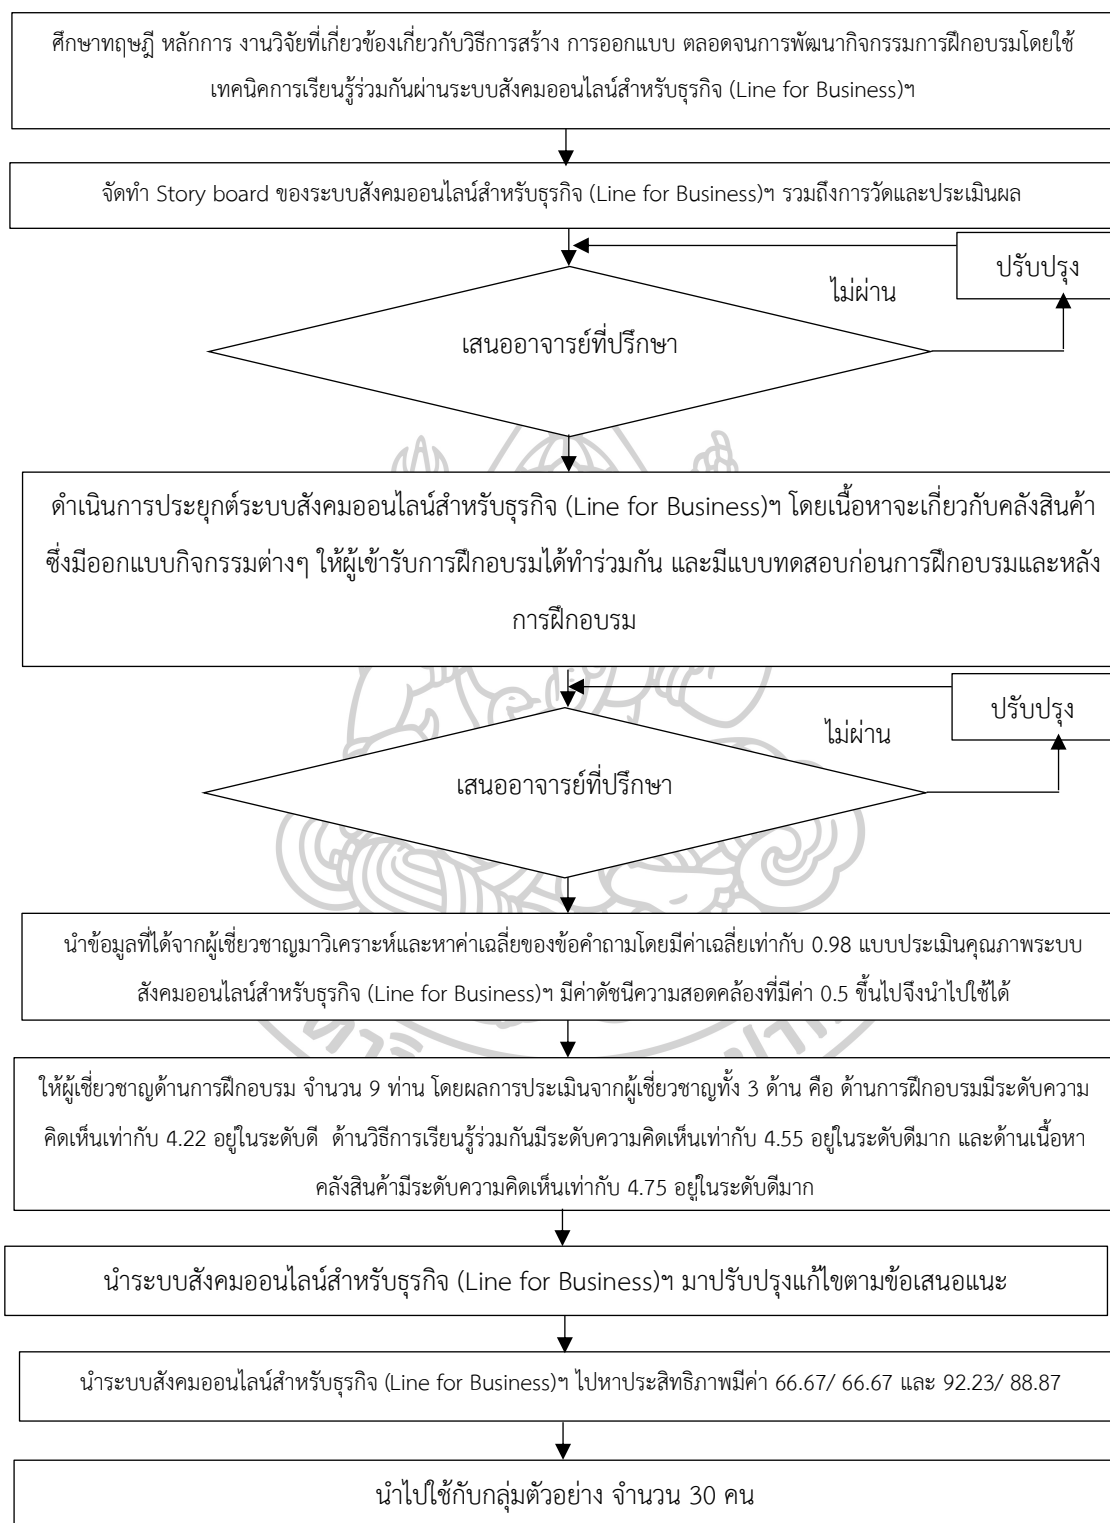 ศึกษาทฤษฎี หลักการ งานวิจัยที่เกี่ยวข้องเกี่ยวกับวิธีการสร้าง การออกแบบ ตลอดจนการพัฒนากิจกรรมการฝึกอบรมโดยใช้
เทคนิคการเรียนรู้ร่วมกันผ่านระบบสังคมออนไลน์สำหรับธุรกิจ (Line for Business)ฯ
จัดทำ Story board ของระบบสังคมออนไลน์สำหรับธุรกิจ (Line for Business)ฯ รวมถึงการวัดและประเมินผล
ปรับปรุง
ไม่ผ่าน
เสนออาจารย์ที่ปรึกษา
ดำเนินการประยุกต์ระบบสังคมออนไลน์สำหรับธุรกิจ (Line for Business)ฯ โดยเนื้อหาจะเกี่ยวกับคลังสินค้า
ซึ่งมีออกแบบกิจกรรมต่างๆ ให้ผู้เข้ารับการฝึกอบรมได้ทำร่วมกัน และมีแบบทดสอบก่อนการฝึกอบรมและหลัง
การฝึกอบรม
ปรับปรุง
ไม่ผ่าน
เสนออาจารย์ที่ปรึกษา
นำข้อมูลที่ได้จากผู้เชี่ยวชาญมาวิเคราะห์และหาค่าเฉลี่ยของข้อคำถามโดยมีค่าเฉลี่ยเท่ากับ 0.98 แบบประเมินคุณภาพระบบ
สังคมออนไลน์สำหรับธุรกิจ (Line for Business)ฯ มีค่าดัชนีความสอดคล้องที่มีค่า 0.5 ขึ้นไปจึงนำไปใช้ได้
ให้ผู้เชี่ยวชาญด้านการฝึกอบรม จำนวน 9 ท่าน โดยผลการประเมินจากผู้เชี่ยวชาญทั้ง 3 ด้าน คือ ด้านการฝึกอบรมมีระดับความ
คิดเห็นเท่ากับ 4.22 อยู่ในระดับดี ด้านวิธีการเรียนรู้ร่วมกันมีระดับความคิดเห็นเท่ากับ 4.55 อยู่ในระดับดีมาก และด้านเนื้อหา
คลังสินค้ามีระดับความคิดเห็นเท่ากับ 4.75 อยู่ในระดับดีมาก
นำระบบสังคมออนไลน์สำหรับธุรกิจ (Line for Business)ฯ มาปรับปรุงแก้ไขตามข้อเสนอแนะ
นำระบบสังคมออนไลน์สำหรับธุรกิจ (Line for Business)ฯ ไปหาประสิทธิภาพมีค่า 66.67/ 66.67 และ 92.23/ 88.87
นำไปใช้กับกลุ่มตัวอย่าง จำนวน 30 คน